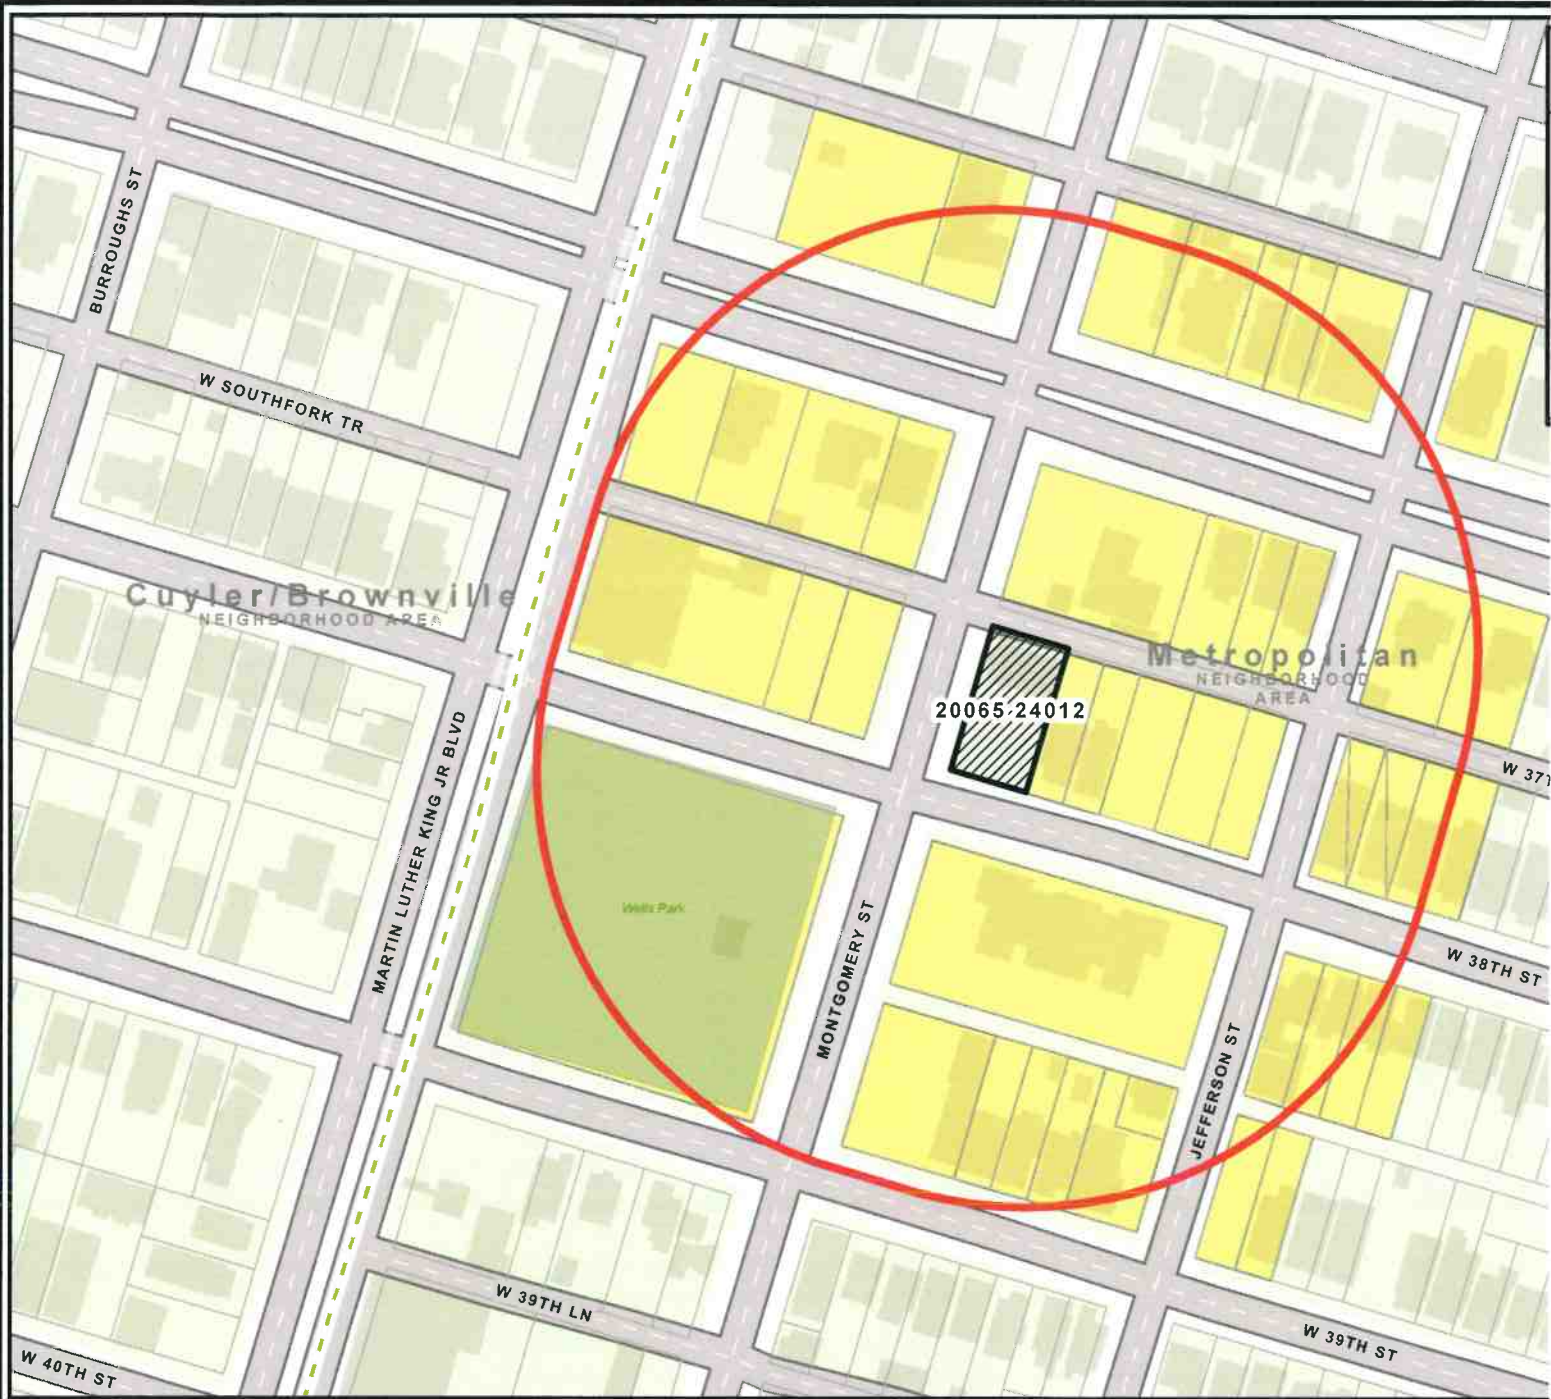 BURROUGHS ST
W SOUTHFORK TR
Cuyler/Brownville
NEIGHBORHOOD AREA
Metropolitan
NEIGHBORHOOD
AREA
20065-24012
W 37T
MARTIN LUTHER KING JR BLVD
Wells Park
MONTGOMERY ST
W 38TH ST
JEFFERSON ST
W 39TH LN
W 39TH ST
W 40TH ST